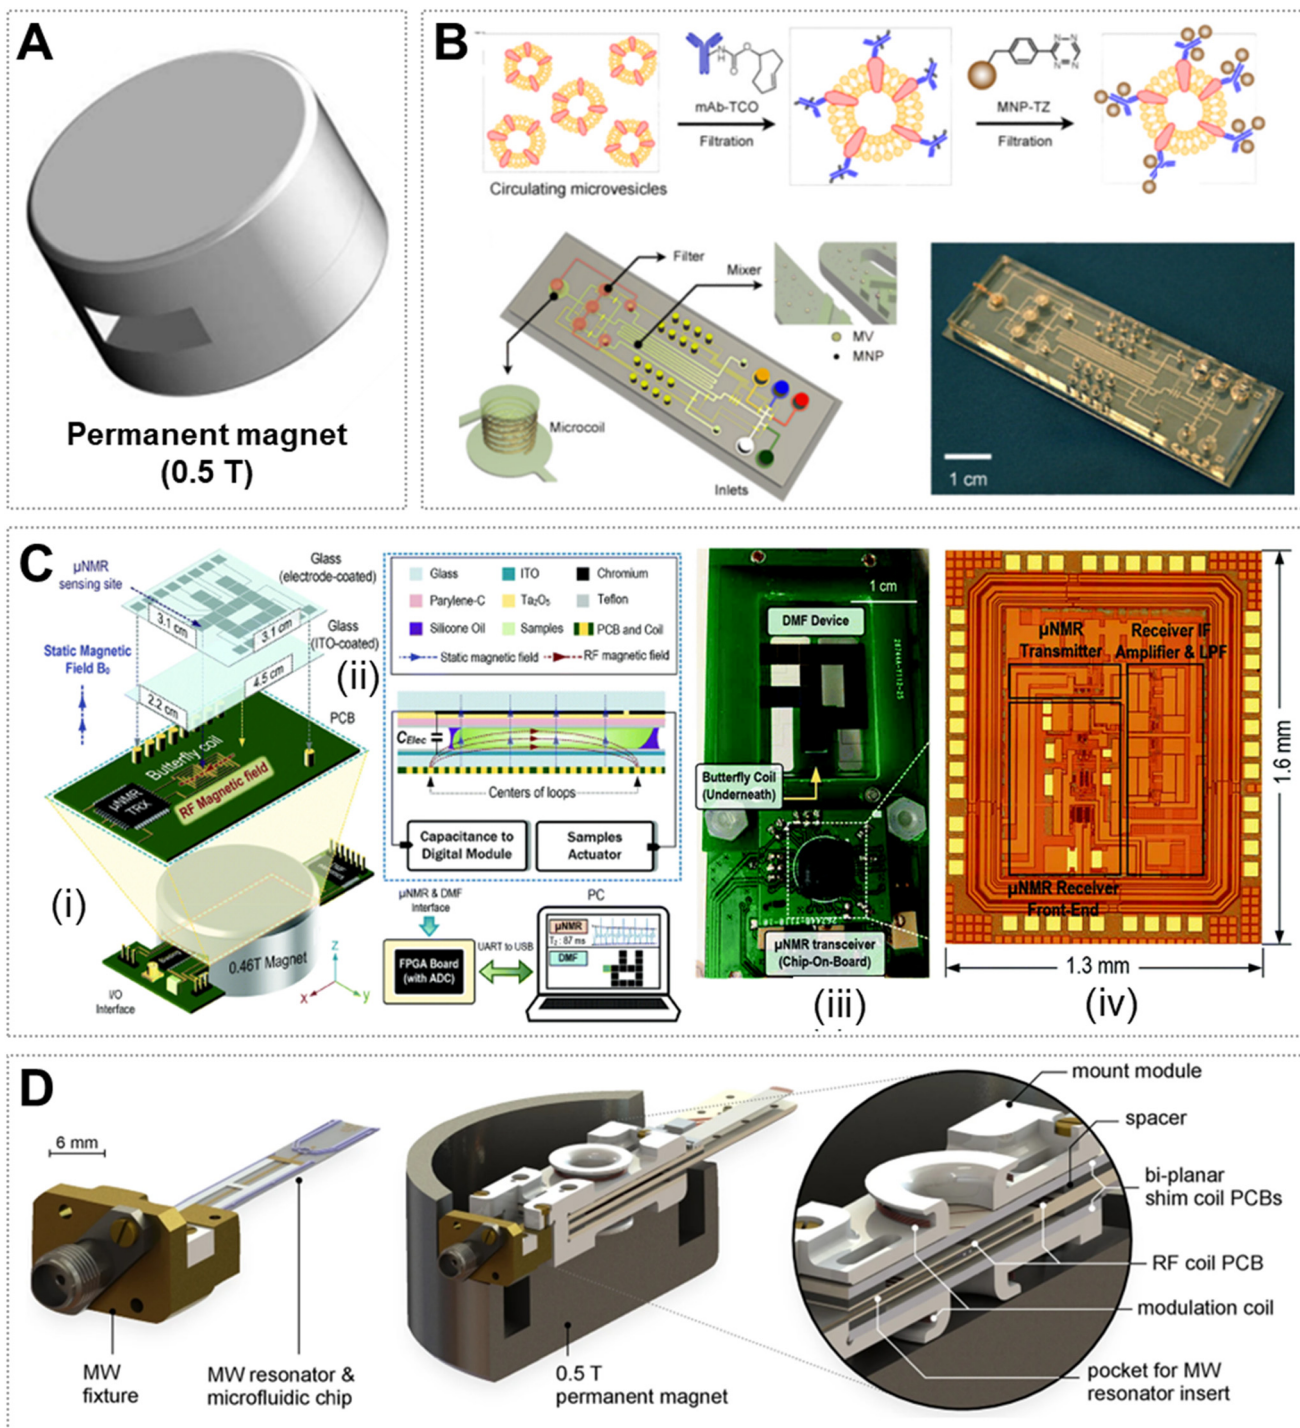 A
Permanent magnet
(0.5 T)
B
mAb-TCO
Filtration
MNP-TZ
Filtration
Circulating microvesicles
Filter
Mixer
MV
MNP
Microcoil
Inlets
1 cm
C
µNMR
sensing site
Glass
(electrode-coated)
3.1 cm
3.1 cm
Glass
(ITO-coated)
Static Magnetic
Field B₀
(ii)
4.5 cm
2.2 cm
PCB
Butterfly coil
RF Magnetic field
µNMR
TRX
(i)
0.46T Magnet
I/O
Interface
x
y
z
Glass
ITO
Chromium
Parylene-C
Ta₂O₅
Teflon
Silicone Oil
Samples
PCB and Coil
Static magnetic field
RF magnetic field
CElec
Centers of loops
Capacitance to
Digital Module
Samples
Actuator
µNMR & DMF
Interface
PC
FPGA Board
(with ADC)
UART to USB
µNMR
T₂ : 87 ms
DMF
1 cm
DMF Device
Butterfly Coil
(Underneath)
µNMR transceiver
(Chip-On-Board)
(iii)
µNMR
Transmitter
Receiver IF
Amplifier & LPF
µNMR Receiver
Front-End
1.6 mm
1.3 mm
(iv)
D
6 mm
MW
fixture
MW resonator &
microfluidic chip
0.5 T
permanent magnet
mount module
spacer
bi-planar
shim coil PCBs
RF coil PCB
modulation coil
pocket for MW
resonator insert